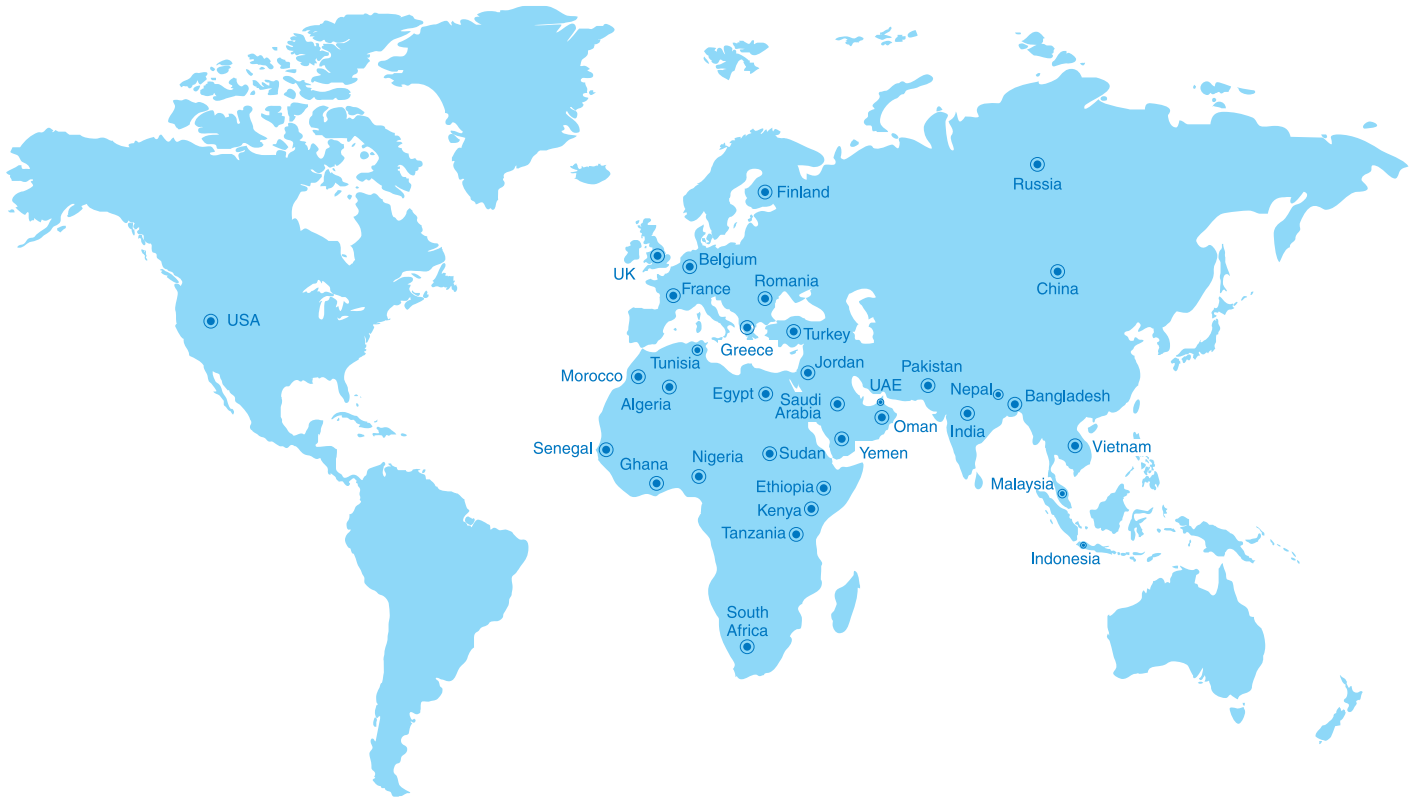 Russia
Finland
UK
Belgium
China
Romania
France
USA
Turkey
Greece
Tunisia
Jordan
Pakistan
Morocco
UAE
Nepal
Bangladesh
Algeria
Egypt
Saudi
Arabia
Oman
India
Senegal
Nigeria
Sudan
Yemen
Vietnam
Ghana
Ethiopia
Malaysia
Kenya
Tanzania
Indonesia
South
Africa